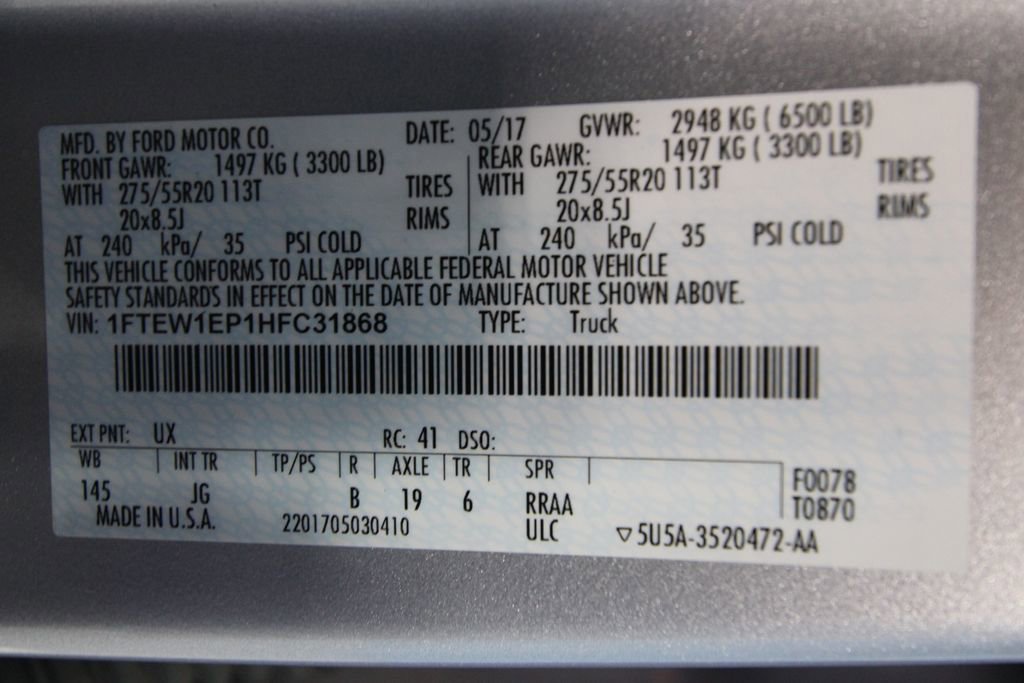 MFD. BY FORD MOTOR CO. DATE: 05/17 GVWR: 2948 KG ( 6500 LB)
FRONT GAWR: 1497 KG ( 3300 LB) REAR GAWR: 1497 KG ( 3300 LB)
WITH 275/55R20 113T TIRES WITH 275/55R20 113T TIRES
20x8.5J RIMS 20x8.5J RIMS
AT 240 kPa/ 35 PSI COLD AT 240 kPa/ 35 PSI COLD
THIS VEHICLE CONFORMS TO ALL APPLICABLE FEDERAL MOTOR VEHICLE
SAFETY STANDARDS IN EFFECT ON THE DATE OF MANUFACTURE SHOWN ABOVE.
VIN: 1FTEW1EP1HFC31868 TYPE: Truck
EXT PNT: UX RC: 41 DSO:
WB INT TR TP/PS R AXLE TR SPR F0078
145 JG B 19 6 RRAA T0870
MADE IN U.S.A. 2201705030410 ULC ▽5U5A-3520472-AA